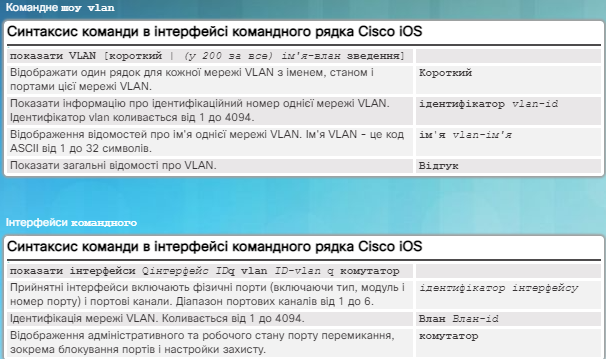 Командне шоу vlan
Синтаксис команди в інтерфейсі командного рядка Cisco iOS
показати VLAN [короткий | (у 200 ва все) ім'я-влан зведення]
Відображати один рядок для кожної мережі VLAN з іменем, станом і
портами цієї мережі VLAN.
Короткий
Показати інформацію про ідентифікаційний номер однієї мережі VLAN.
Ідентифікатор vlan коливається від 1 до 4094.
ідентифікатор vlan-id
Відображення відомостей про ім'я однієї мережі VLAN. Ім'я VLAN - це код
ASCII від 1 до 32 символів.
ім'я vlan-ім'я
Показати загальні відомості про VLAN.
Відгук
Інтерфейси командного
Синтаксис команди в інтерфейсі командного рядка Cisco iOS
показати інтерфейси Qінтерфейс IDq vlan ID-vlan q комутатор
Прийнятні інтерфейси включають фізичні порти (включаючи тип, модуль і
номер порту) і портові канали. Діапазон портових каналів від 1 до 6.
ідентифікатор інтерфейсу
Ідентифікація мережі VLAN. Коливається від 1 до 4094.
Влан Влан-id
Відображення адміністративного та робочого стану порту перемикання,
зокрема блокування портів і настройки захисту.
комутатор